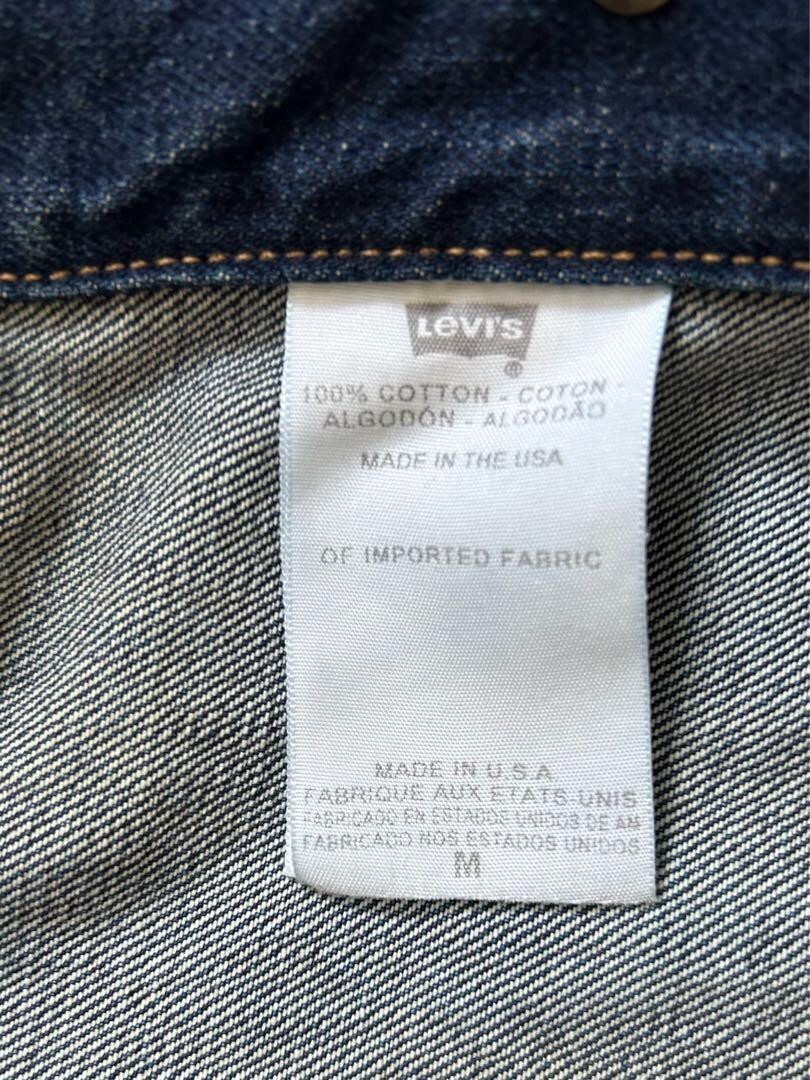 Levi's
®
100% COTTON - COTON -
ALGODÓN - ALGODÃO
MADE IN THE USA
OF IMPORTED FABRIC
MADE IN U.S.A
FABRIQUE AUX ETATS-UNIS
FABRICADO EN ESTADOS UNIDOS DE AM
FABRICADO NOS ESTADOS UNIDOS
M